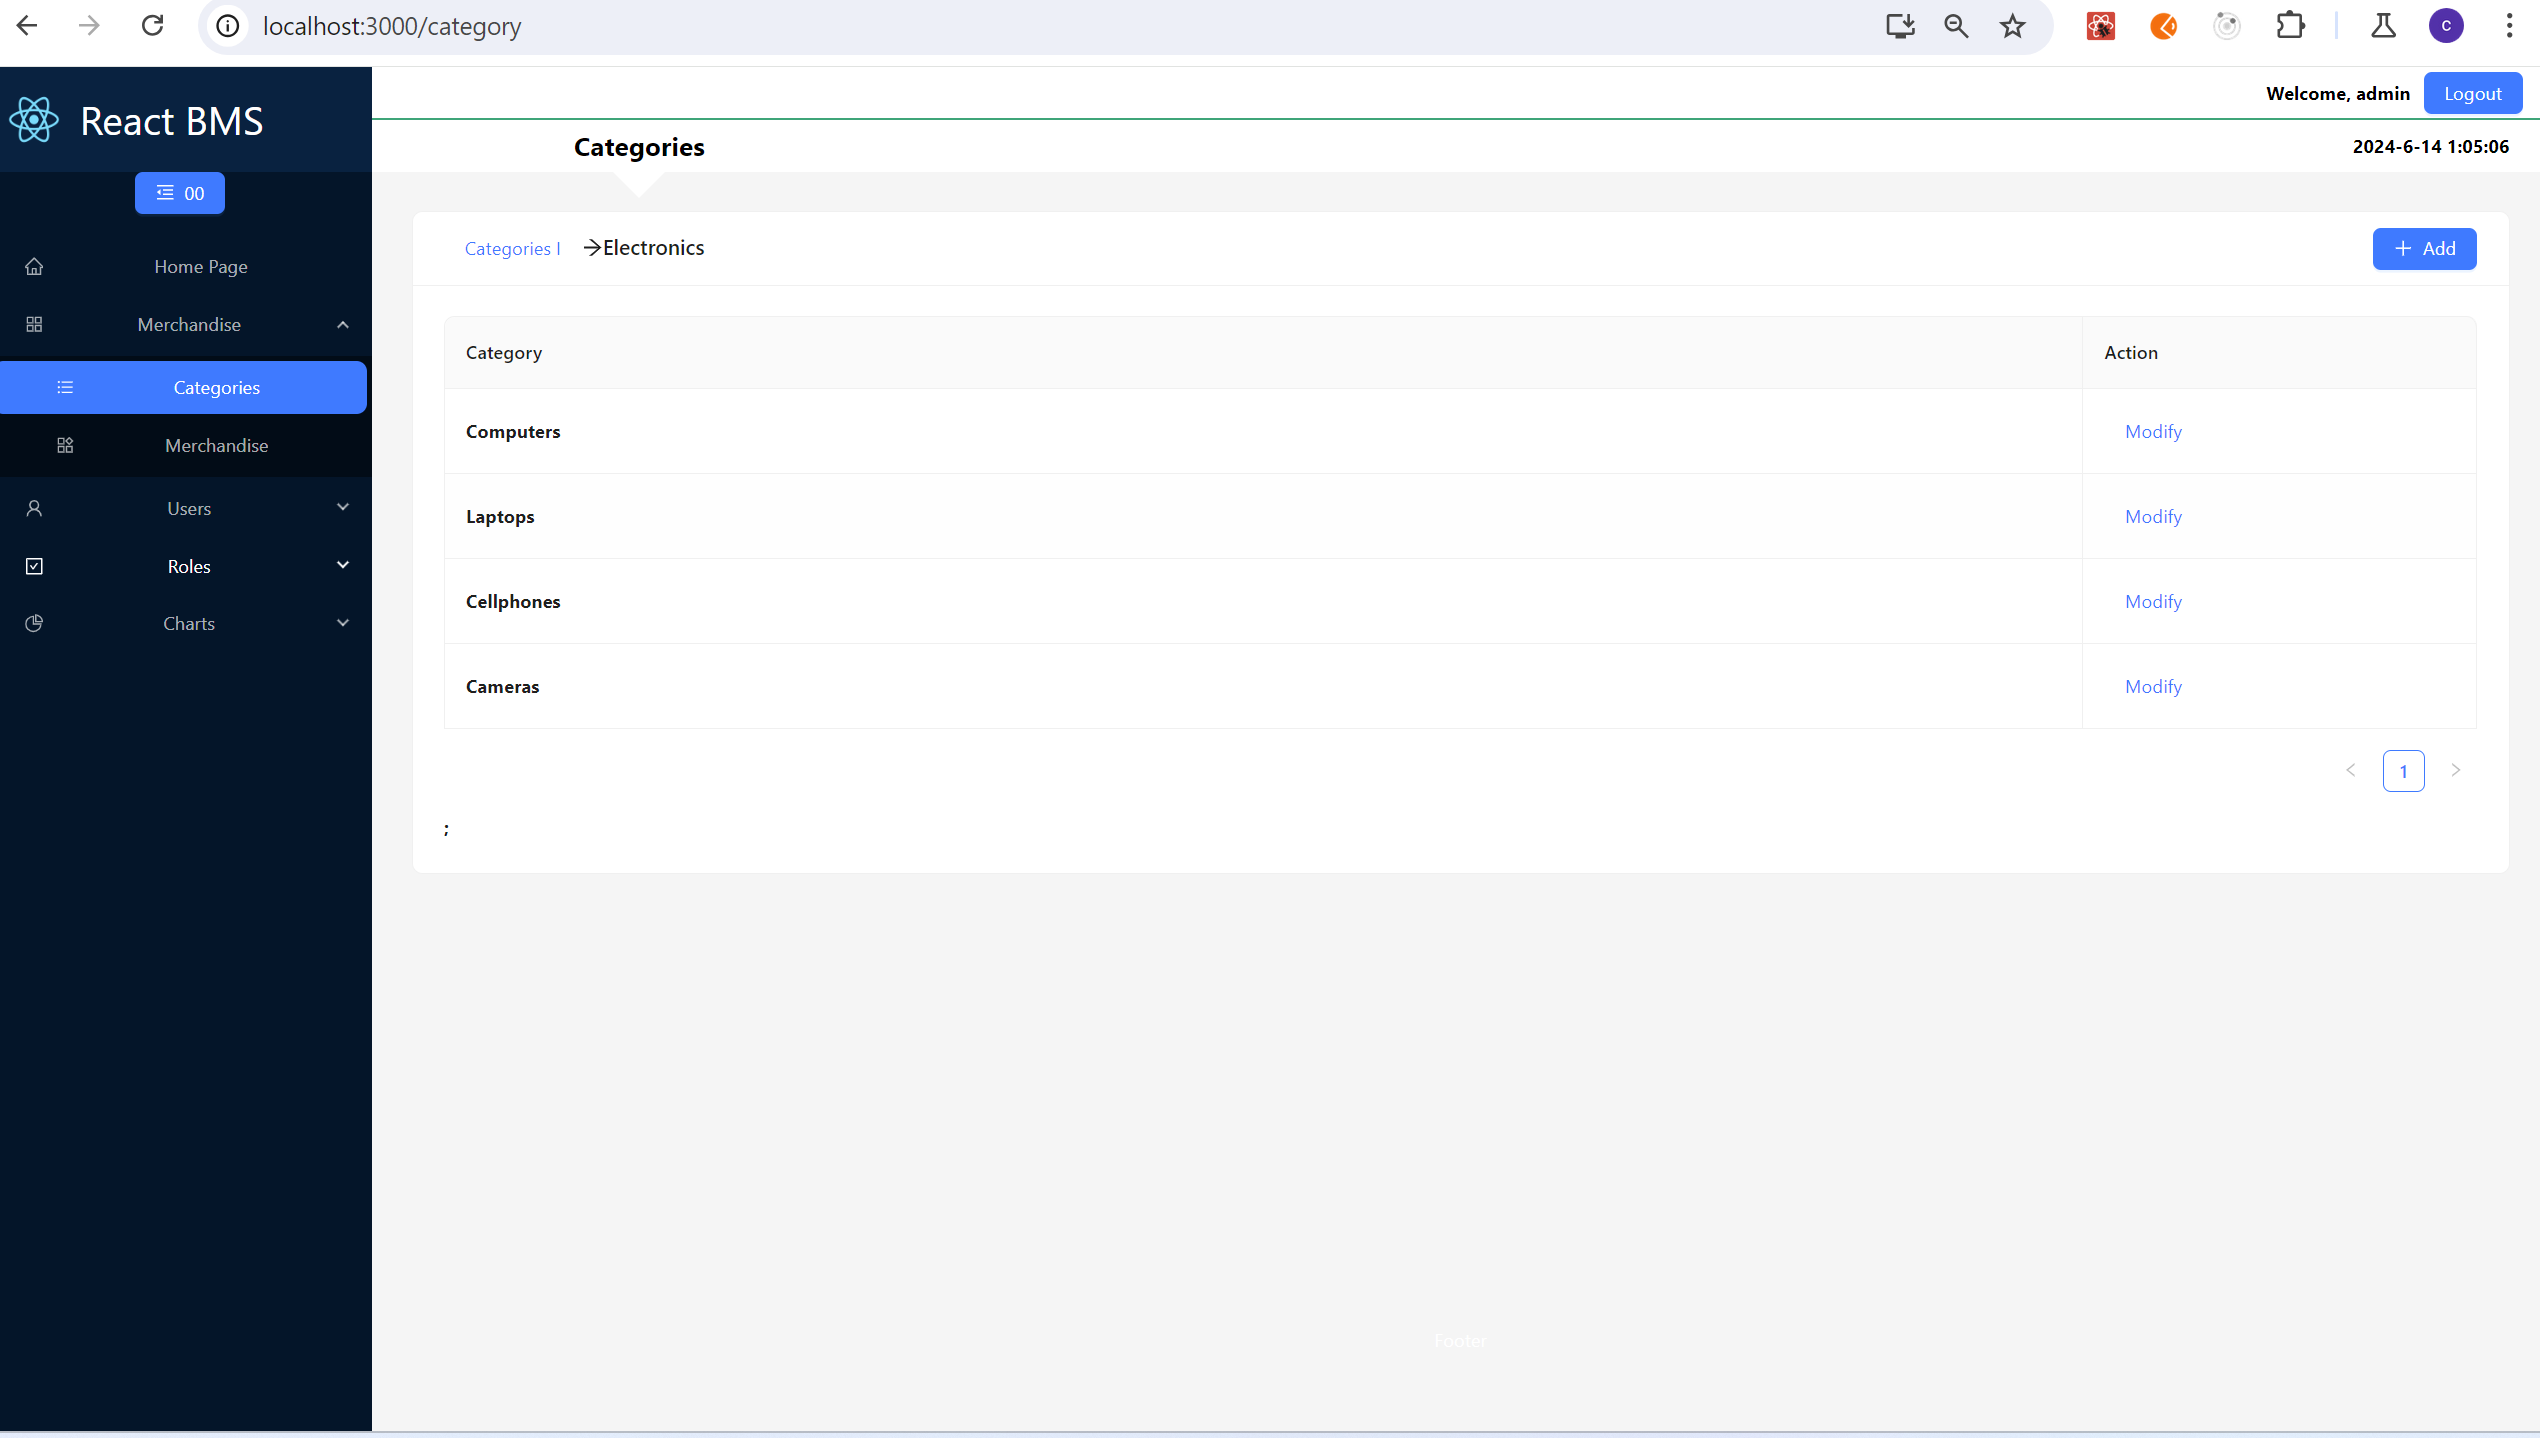 localhost:3000/category
C
React BMS
Welcome, admin
Logout
Categories
2024-6-14 1:05:06
00
Home Page
Merchandise
Categories
Merchandise
Users
Roles
Charts
Categories I →Electronics
+ Add
Category Action
Computers Modify
Laptops Modify
Cellphones Modify
Cameras Modify
< 1 >
;
Footer